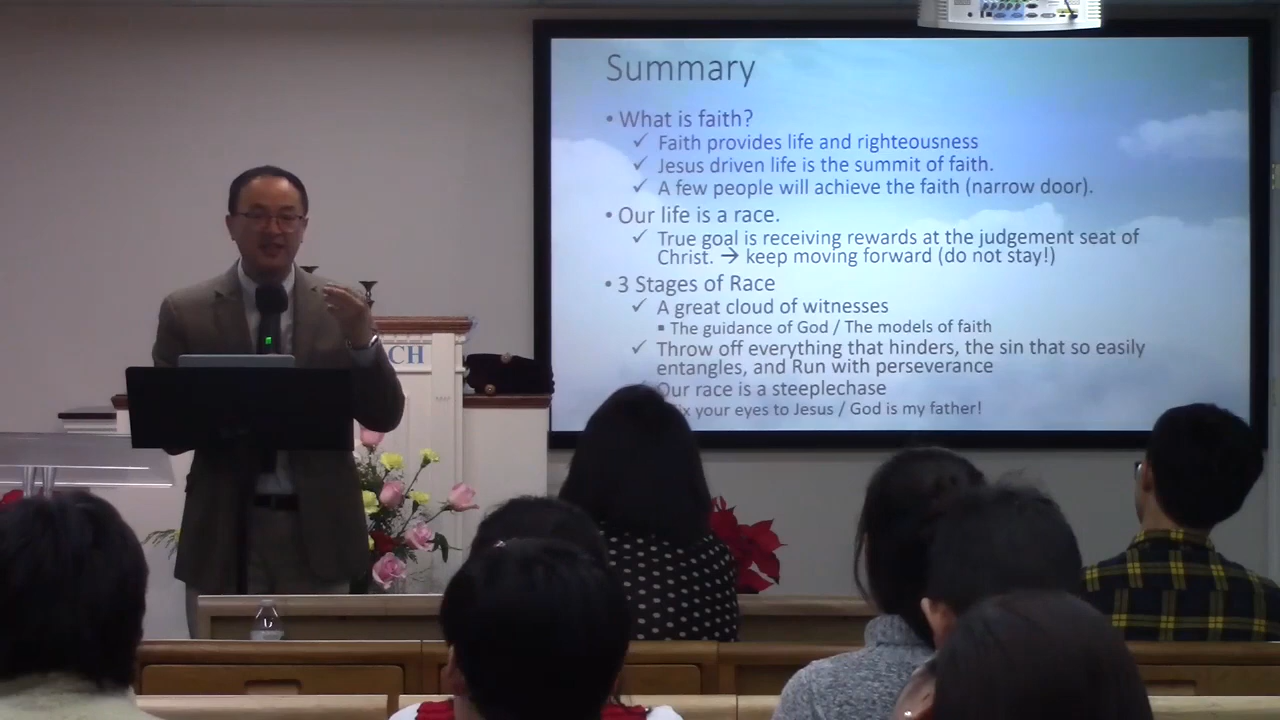 Summary
• What is faith?
✓ Faith provides life and righteousness
✓ Jesus driven life is the summit of faith.
✓ A few people will achieve the faith (narrow door).
• Our life is a race.
✓ True goal is receiving rewards at the judgement seat of
Christ. → keep moving forward (do not stay!)
• 3 Stages of Race
✓ A great cloud of witnesses
▪ The guidance of God / The models of faith
✓ Throw off everything that hinders, the sin that so easily
entangles, and Run with perseverance
Our race is a steeplechase
your eyes to Jesus / God is my father!
CH